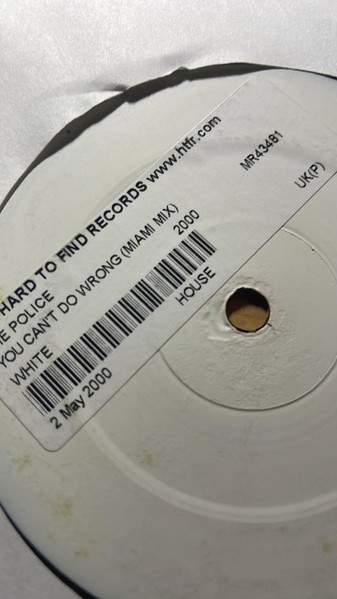 HARD TO FIND RECORDS www.htfr.com
E POLICE
YOU CAN'T DO WRONG (MIAMI MIX)
WHITE 2000
HOUSE
2 May 2000
MR43481
UK(P)